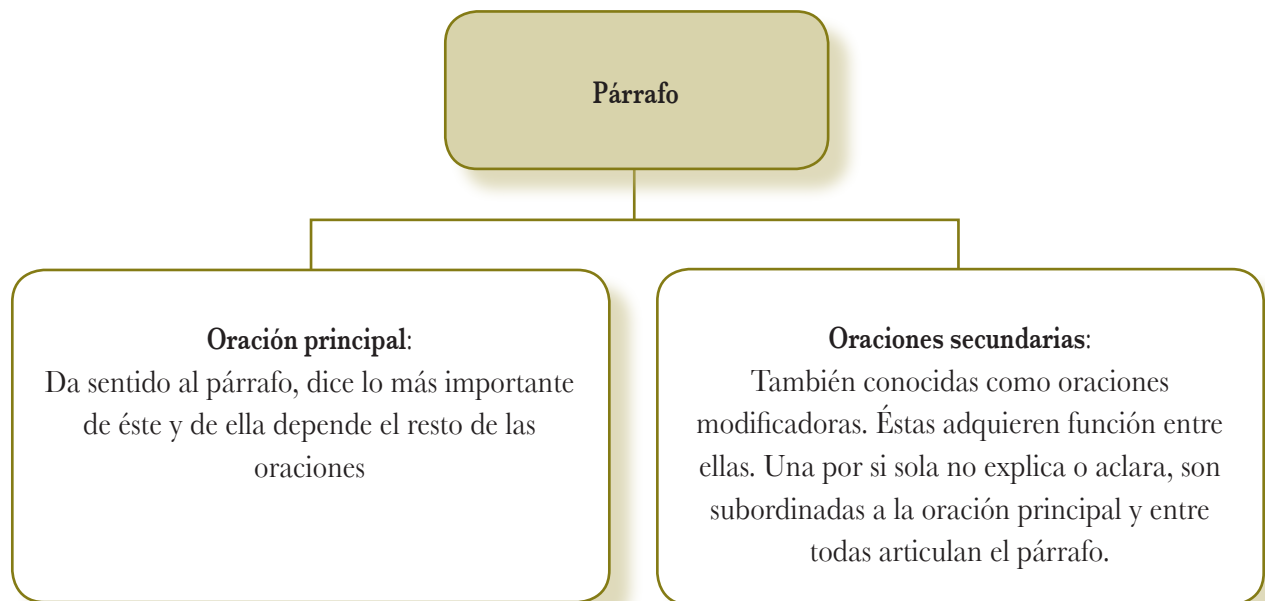 Párrafo
Oración principal:
Da sentido al párrafo, dice lo más importante
de éste y de ella depende el resto de las
oraciones
Oraciones secundarias:
También conocidas como oraciones
modificadoras. Éstas adquieren función entre
ellas. Una por si sola no explica o aclara, son
subordinadas a la oración principal y entre
todas articulan el párrafo.